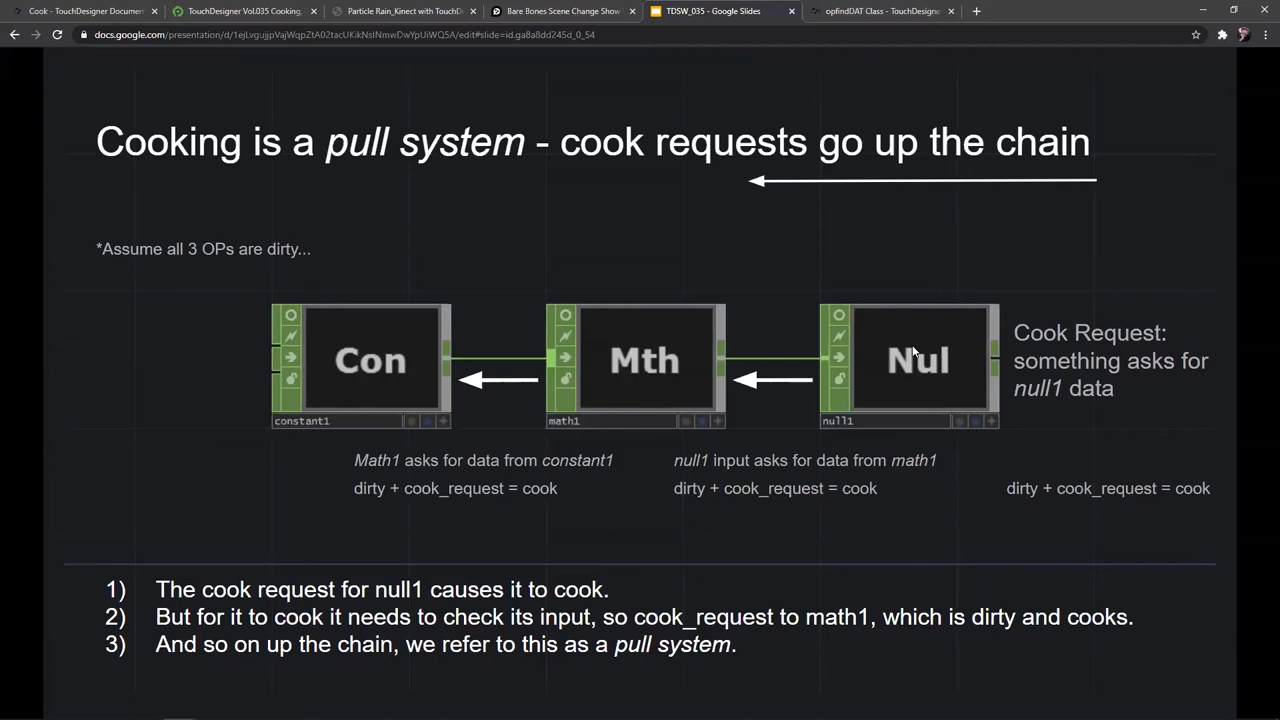 Cook - TouchDesigner Document
TouchDesigner Vol.035 Cooking,
Particle Rain_Kinect with TouchD
Bare Bones Scene Change Show
TDSW_035 - Google Slides
opfindDAT Class - TouchDesigne
docs.google.com/presentation/d/1ejLvgujjpVajWqpZtA02tacUKikNsINmwDwYpUiWQ5A/edit#slide=id.ga8a8dd245d_0_54
Cooking is a pull system - cook requests go up the chain
*Assume all 3 OPs are dirty...
Con
Mth
Nul
Cook Request:
something asks for
null1 data
constant1
math1
null1
Math1 asks for data from constant1
dirty + cook_request = cook
null1 input asks for data from math1
dirty + cook_request = cook
dirty + cook_request = cook
1) The cook request for null1 causes it to cook.
2) But for it to cook it needs to check its input, so cook_request to math1, which is dirty and cooks.
3) And so on up the chain, we refer to this as a pull system.